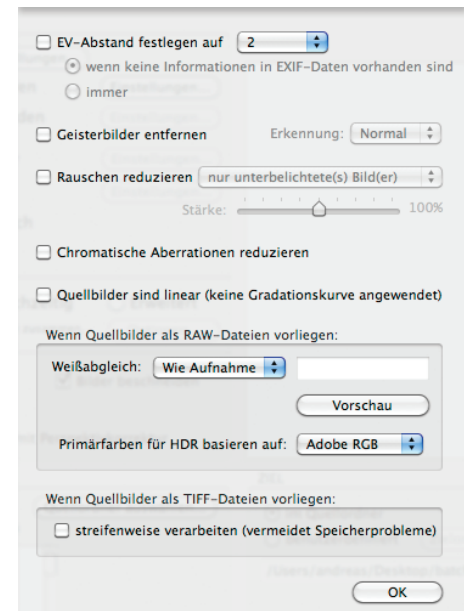 EV-Abstand festlegen auf 2
wenn keine Informationen in EXIF-Daten vorhanden sind
immer
Geisterbilder entfernen Erkennung: Normal
Rauschen reduzieren nur unterbelichtete(s) Bild(er)
Stärke: 100%
Chromatische Aberrationen reduzieren
Quellbilder sind linear (keine Gradationskurve angewendet)
Wenn Quellbilder als RAW-Dateien vorliegen:
Weißabgleich: Wie Aufnahme
Vorschau
Primärfarben für HDR basieren auf: Adobe RGB
Wenn Quellbilder als TIFF-Dateien vorliegen:
streifenweise verarbeiten (vermeidet Speicherprobleme)
OK